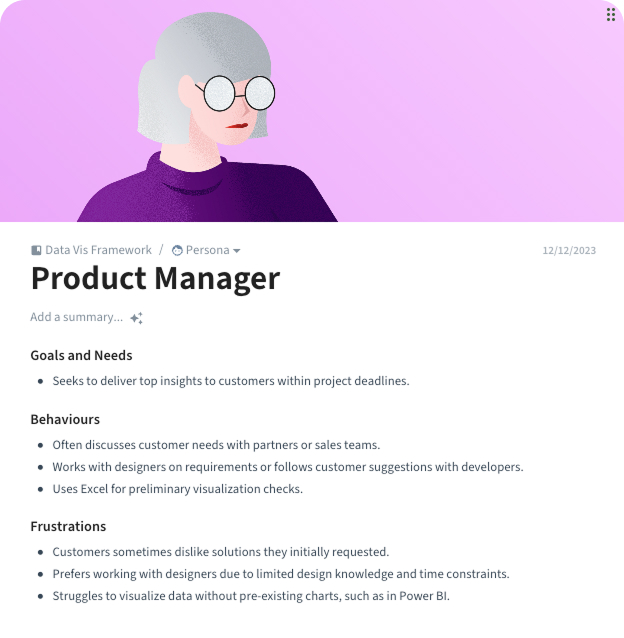 Data Vis Framework / Persona 12/12/2023
Product Manager
Add a summary...
Goals and Needs
• Seeks to deliver top insights to customers within project deadlines.
Behaviours
• Often discusses customer needs with partners or sales teams.
• Works with designers on requirements or follows customer suggestions with developers.
• Uses Excel for preliminary visualization checks.
Frustrations
• Customers sometimes dislike solutions they initially requested.
• Prefers working with designers due to limited design knowledge and time constraints.
• Struggles to visualize data without pre-existing charts, such as in Power BI.